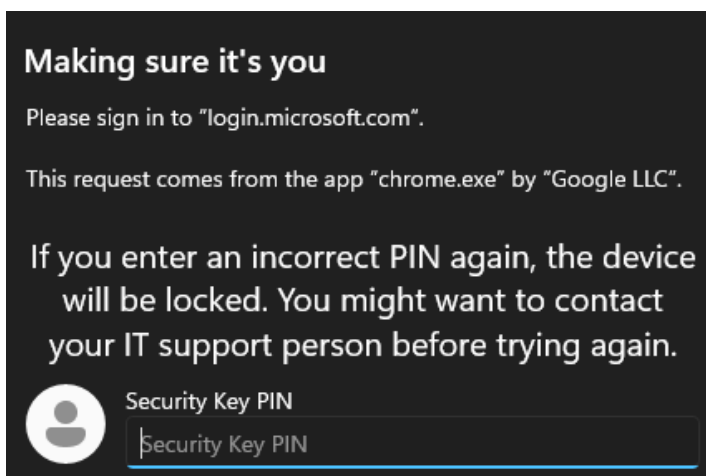 Making sure it's you
Please sign in to “login.microsoft.com”.
This request comes from the app “chrome.exe” by “Google LLC”.
If you enter an incorrect PIN again, the device
will be locked. You might want to contact
your IT support person before trying again.
Security Key PIN
Security Key PIN